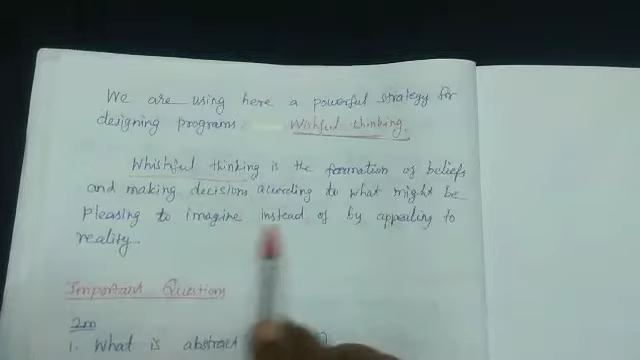 We are using here a powerful strategy for
designing programs. Wishful thinking.
Whishful thinking is the formation of beliefs
and making decisions according to what might be
pleasing to imagine instead of by appealing to
reality.
Important Questions
2m
1. What is abstract